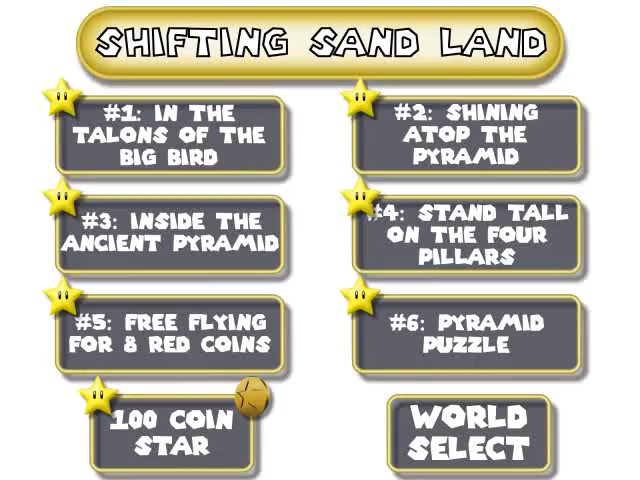 SHIFTING SAND LAND
#1: IN THE
TALONS OF THE
BIG BIRD
#2: SHINING
ATOP THE
PYRAMID
#3: INSIDE THE
ANCIENT PYRAMID
#4: STAND TALL
ON THE FOUR
PILLARS
#5: FREE FLYING
FOR 8 RED COINS
#6: PYRAMID
PUZZLE
100 COIN
STAR
WORLD
SELECT